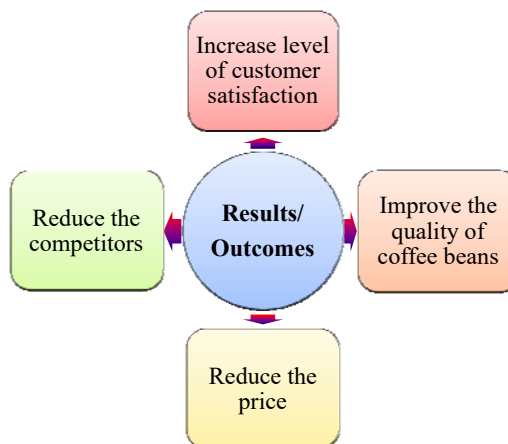 Increase level
of customer
satisfaction
Reduce the
competitors
Results/
Outcomes
Improve the
quality of
coffee beans
Reduce the
price